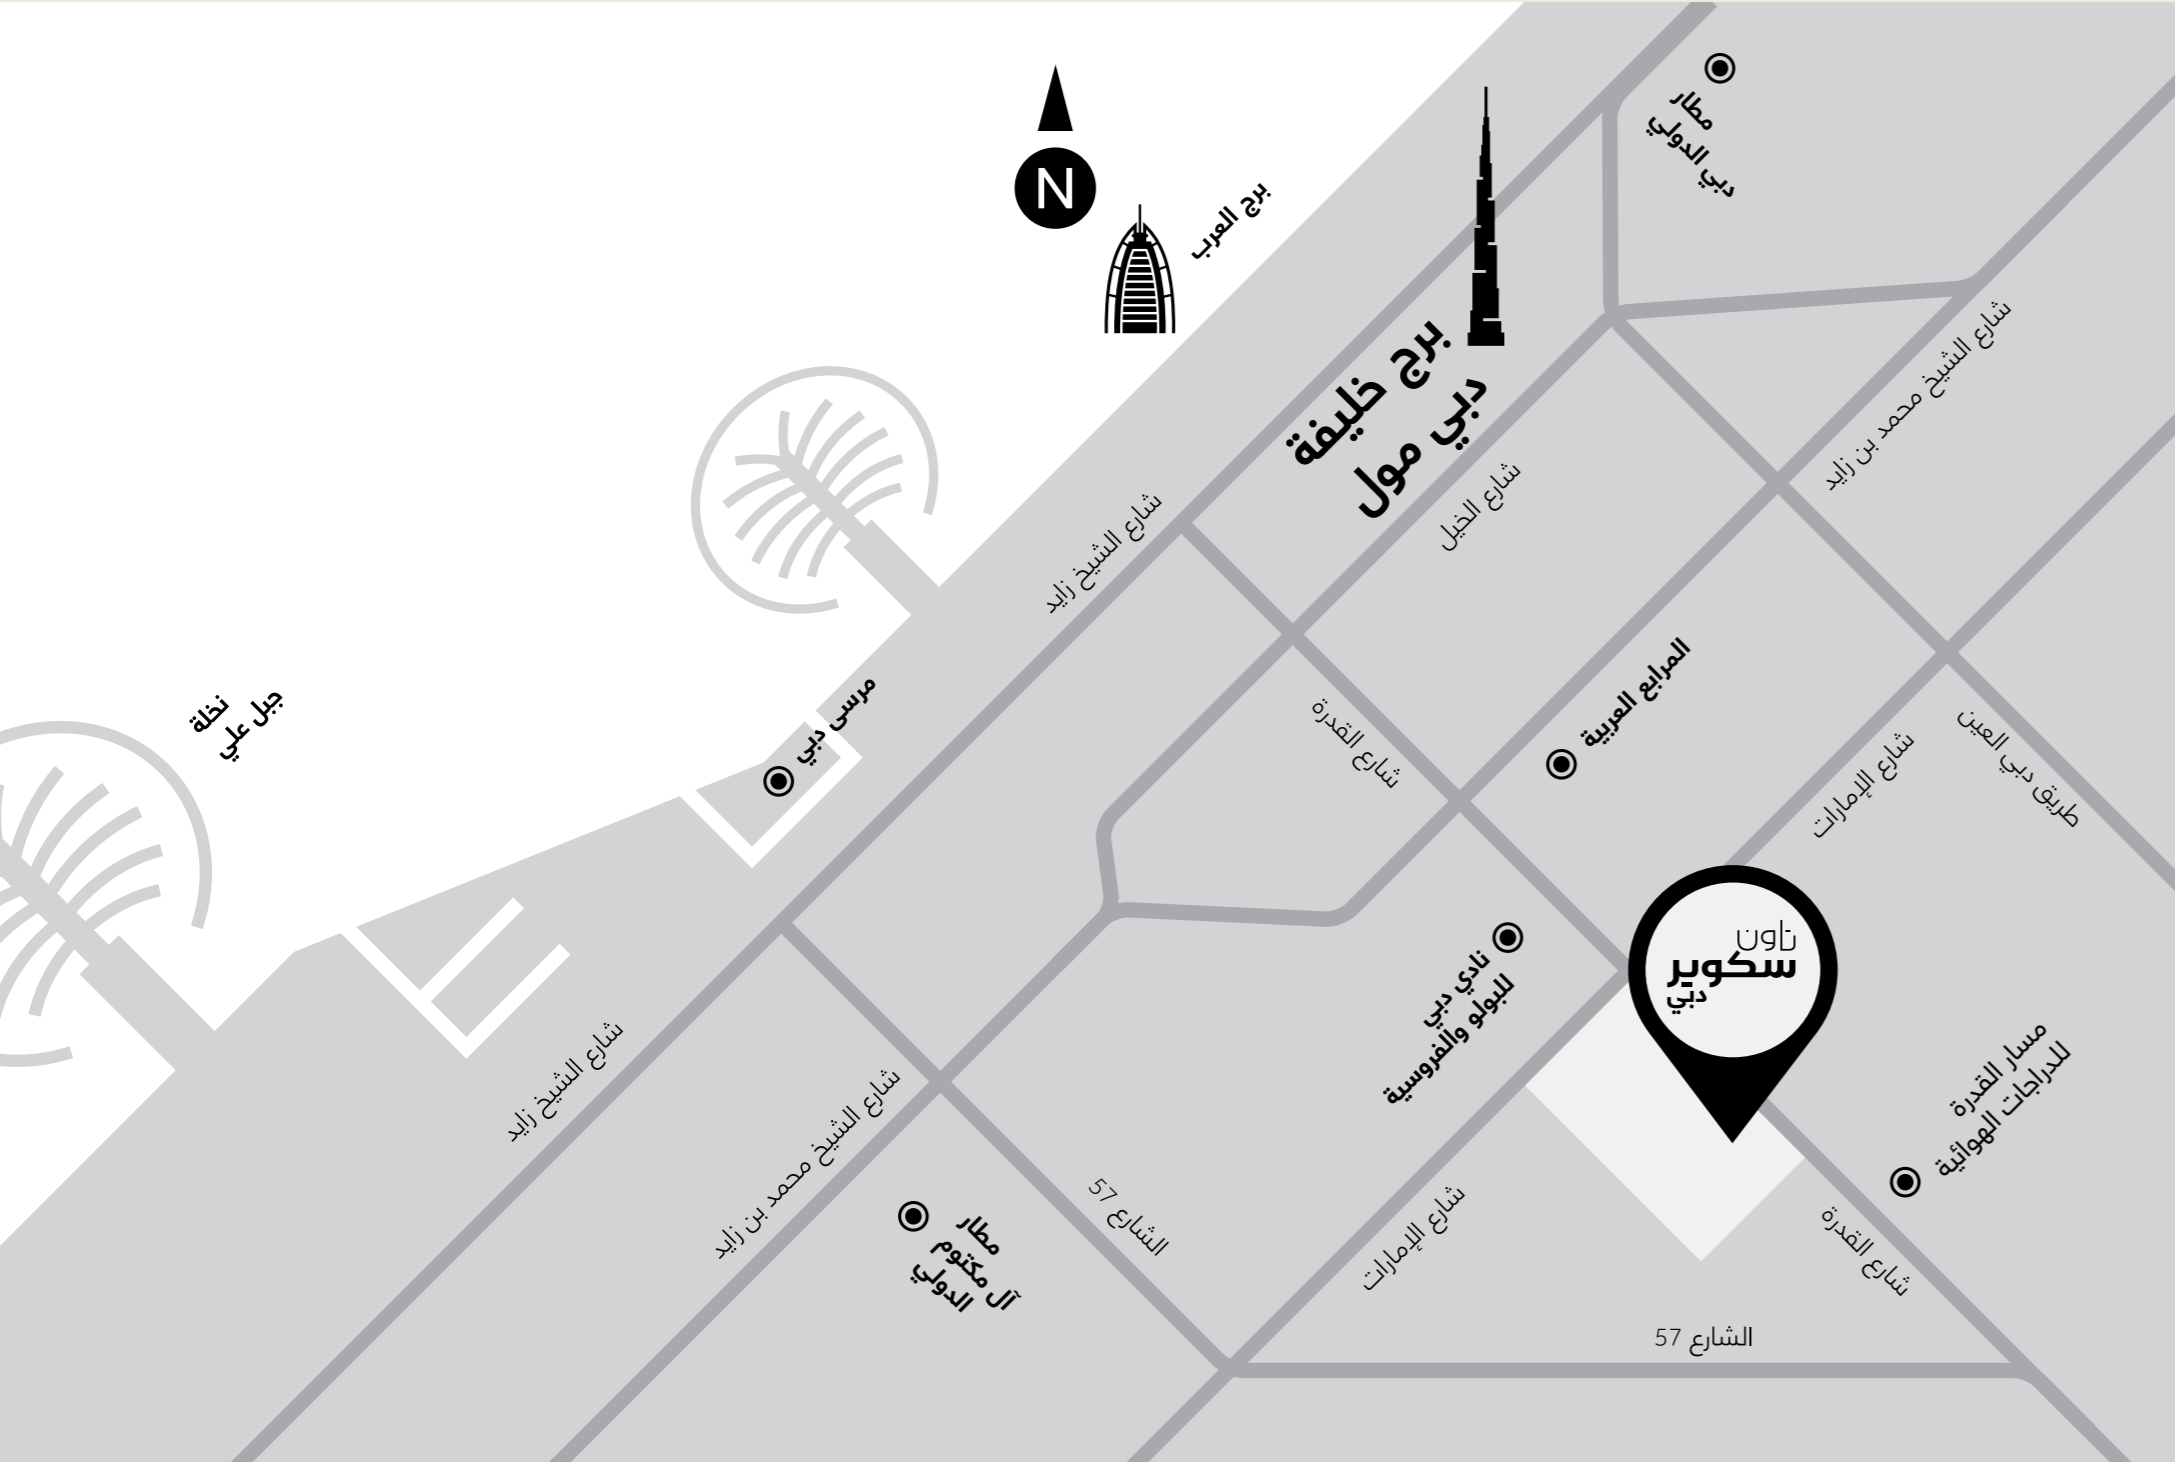 مطار
دبي الدولي
N
برج العرب
برج خليفة
دبي مول
شارع الشيخ محمد بن زايد
شارع الخيل
شارع الشيخ زايد
المرابع العربية
نخلة
جبل علي
مرسى دبي
شارع القدرة
شارع الإمارات
طريق دبي العين
تاون
سكوير
دبي
نادي دبي
للبولو والفروسية
مسار القدرة
للدراجات الهوائية
شارع الشيخ زايد
شارع الشيخ محمد بن زايد
الشارع 57
شارع الإمارات
شارع القدرة
مطار
آل مكتوم
الدولي
الشارع 57